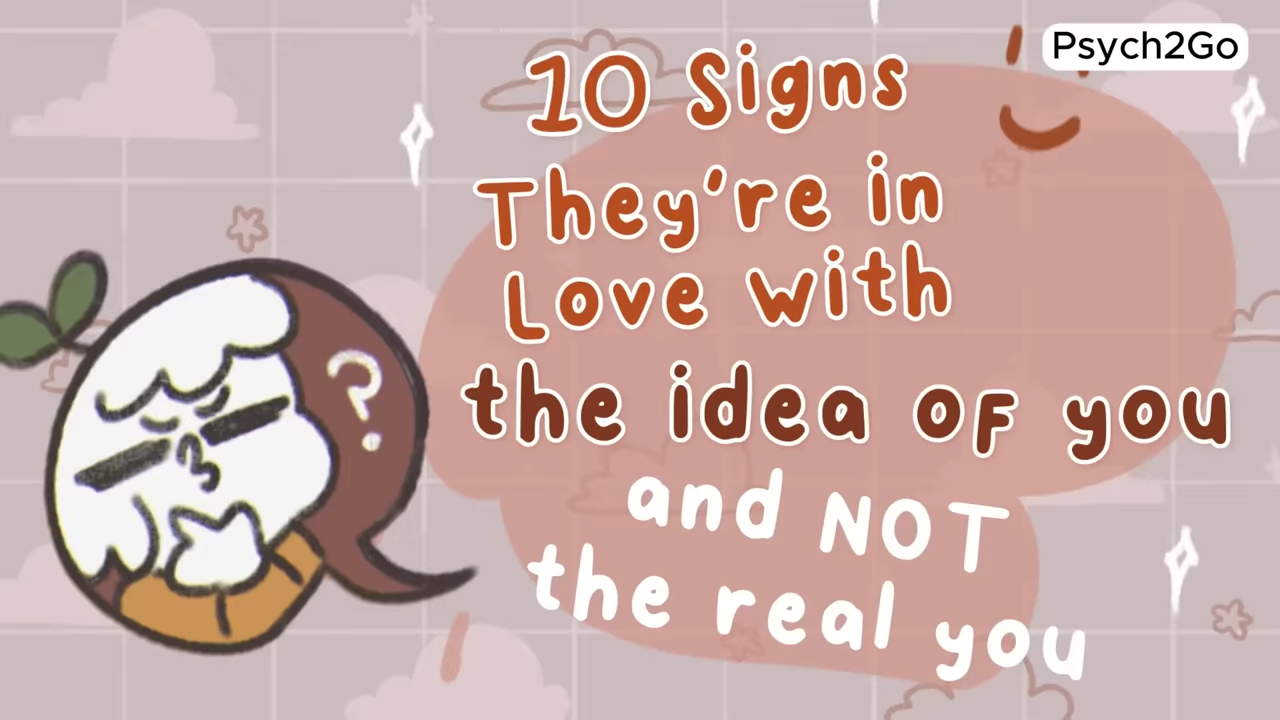 Psych2Go
10 Signs
They're in
Love with
the idea of you
and NOT
the real you
?